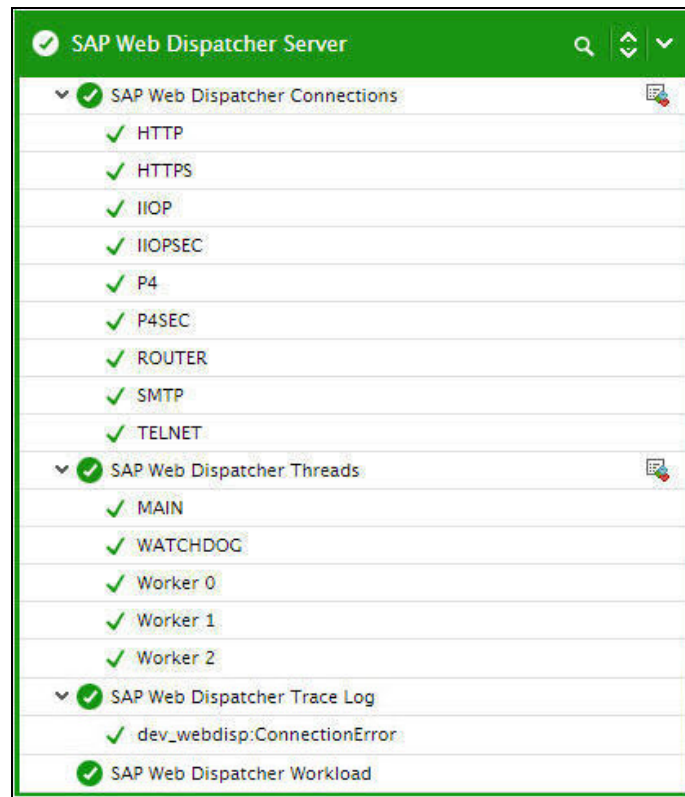 SAP Web Dispatcher Server
SAP Web Dispatcher Connections
HTTP
HTTPS
IIOP
IIOPSEC
P4
P4SEC
ROUTER
SMTP
TELNET
SAP Web Dispatcher Threads
MAIN
WATCHDOG
Worker 0
Worker 1
Worker 2
SAP Web Dispatcher Trace Log
dev_webdisp:ConnectionError
SAP Web Dispatcher Workload